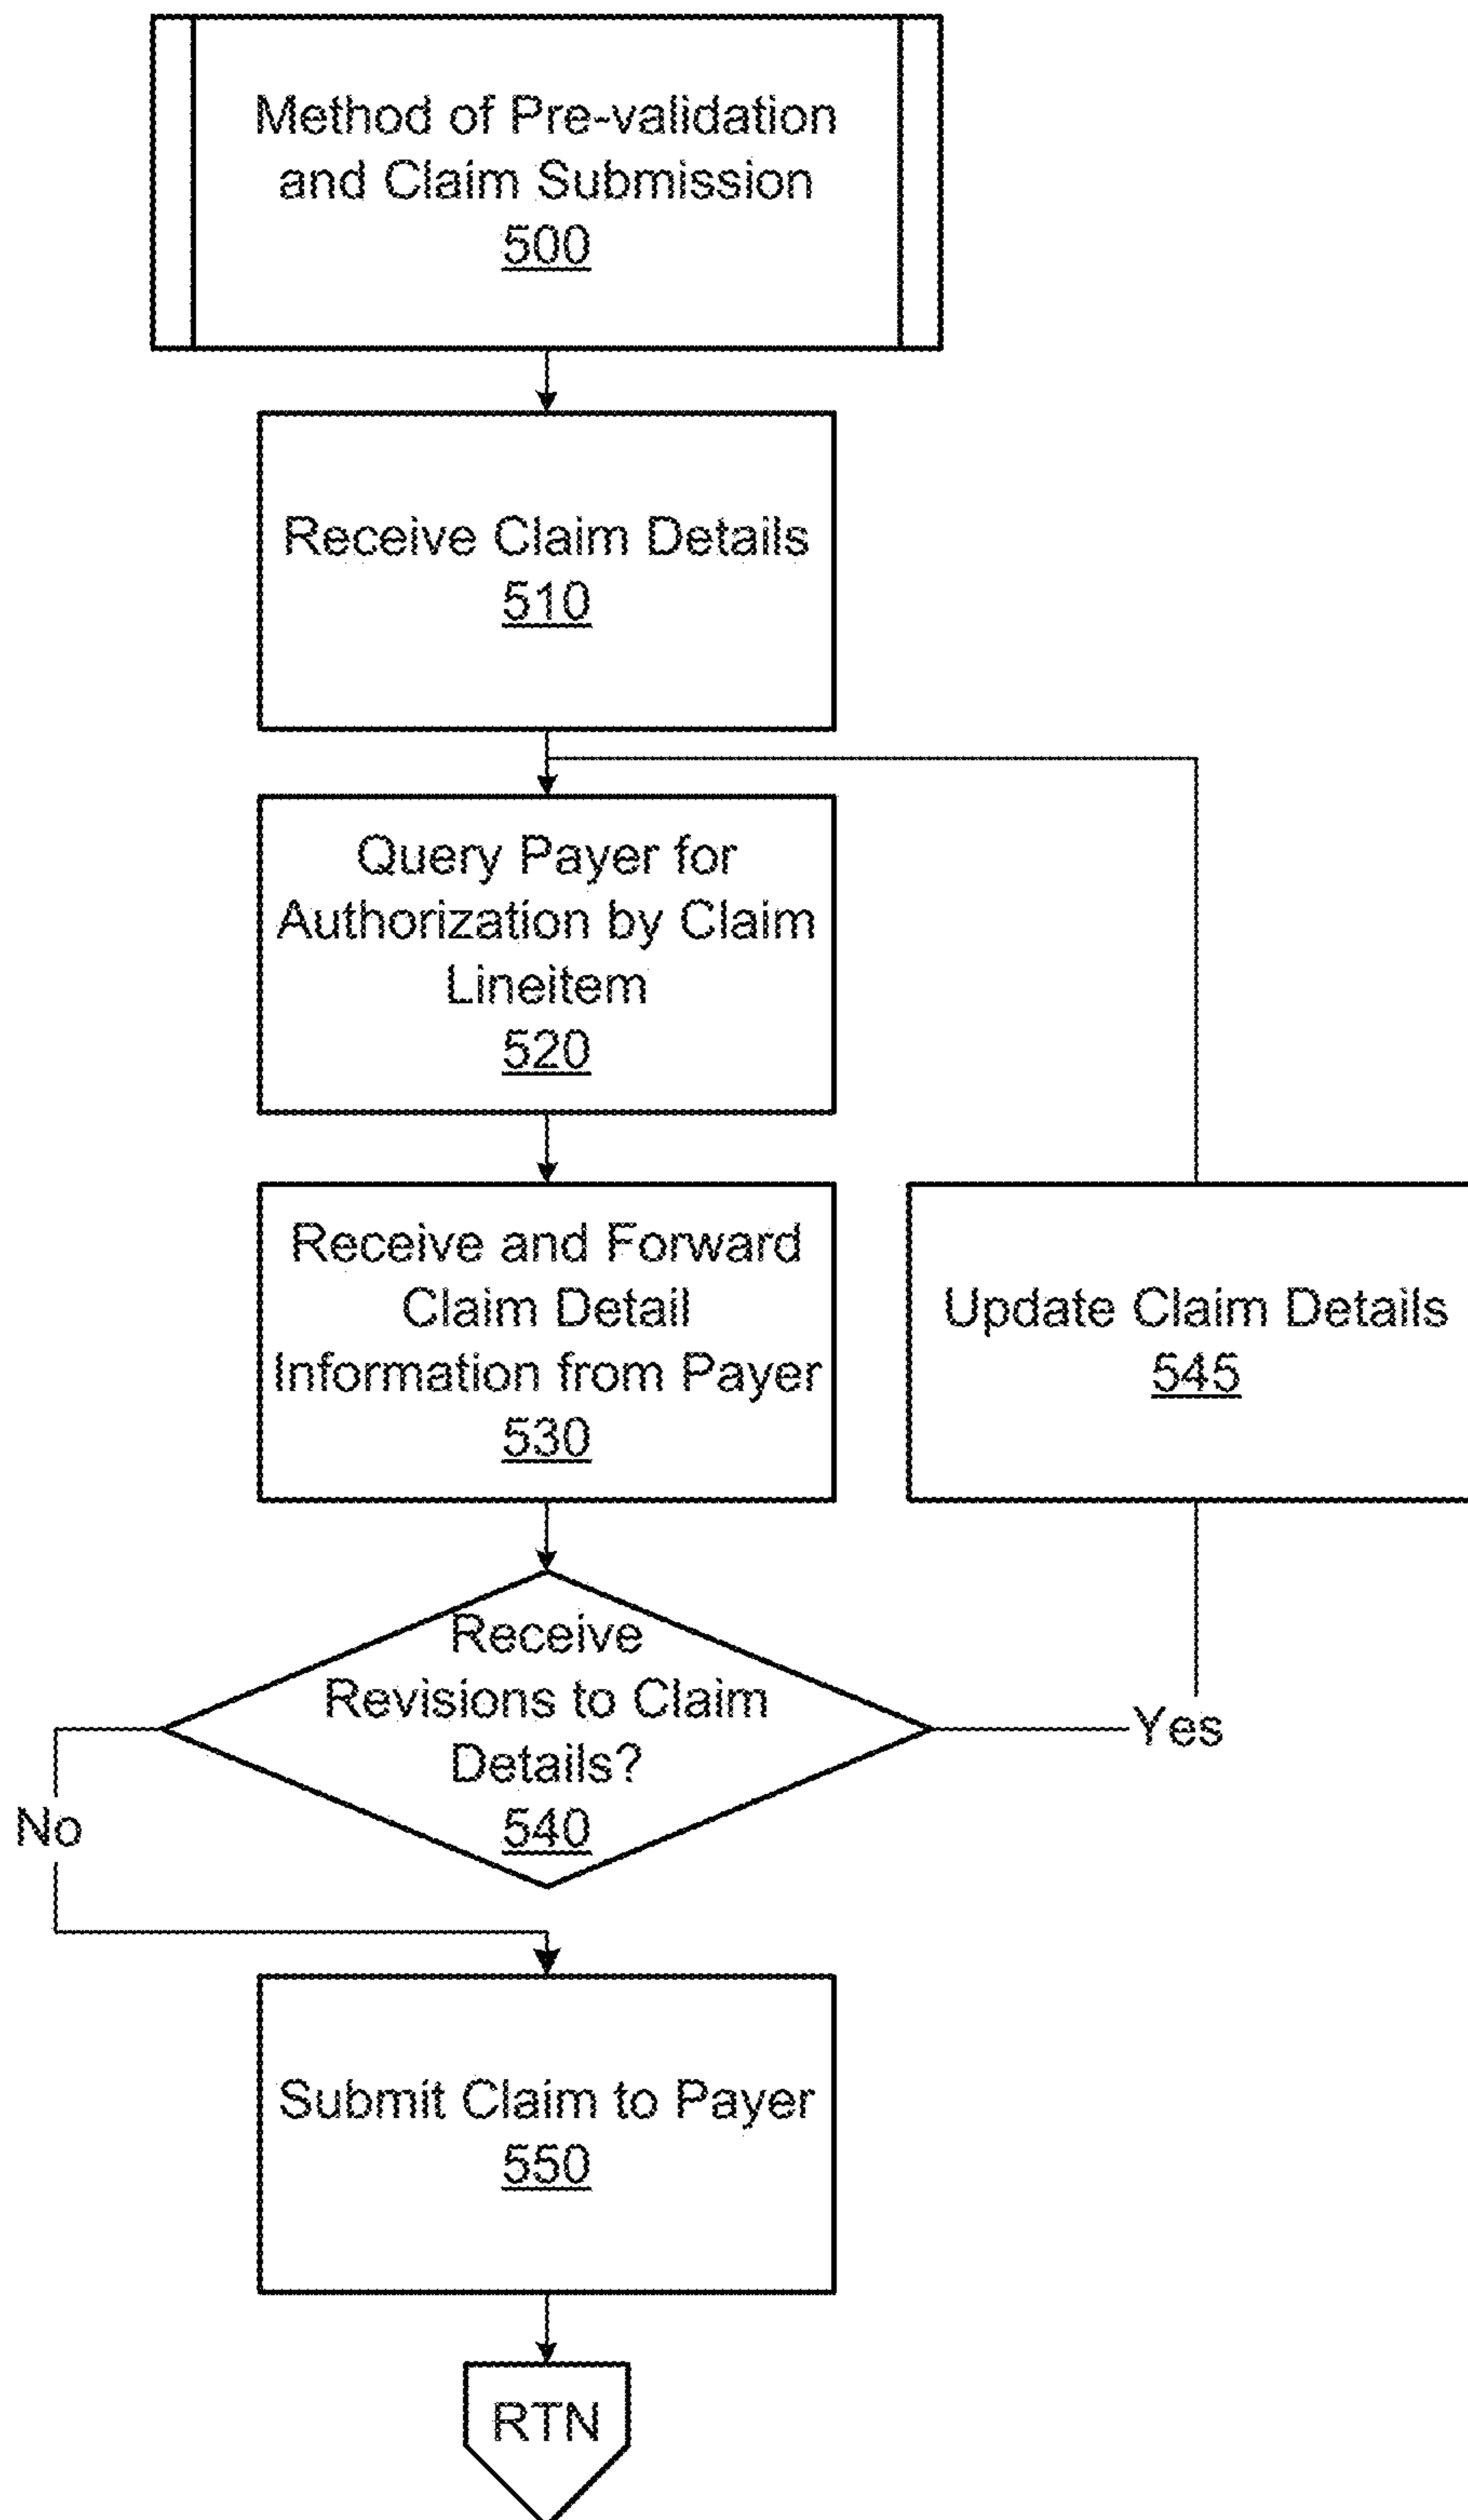 Method of Pre-validation
and Claim Submission
500
Receive Claim Details
510
Query Payer for
Authorization by Claim
Lineitem
520
Receive and Forward
Claim Detail
Information from Payer
530
Update Claim Details
545
Receive
Revisions to Claim
Details?
540
Yes
No
Submit Claim to Payer
550
RTN